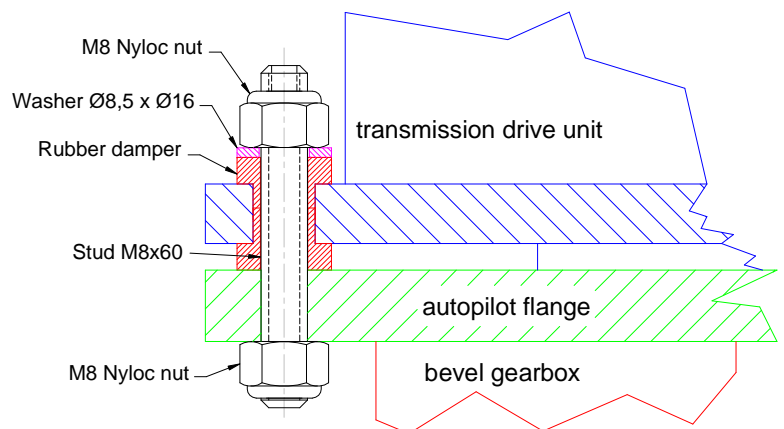 M8 Nyloc nut
Washer Ø8,5 x Ø16
Rubber damper
transmission drive unit
Stud M8x60
autopilot flange
M8 Nyloc nut
bevel gearbox